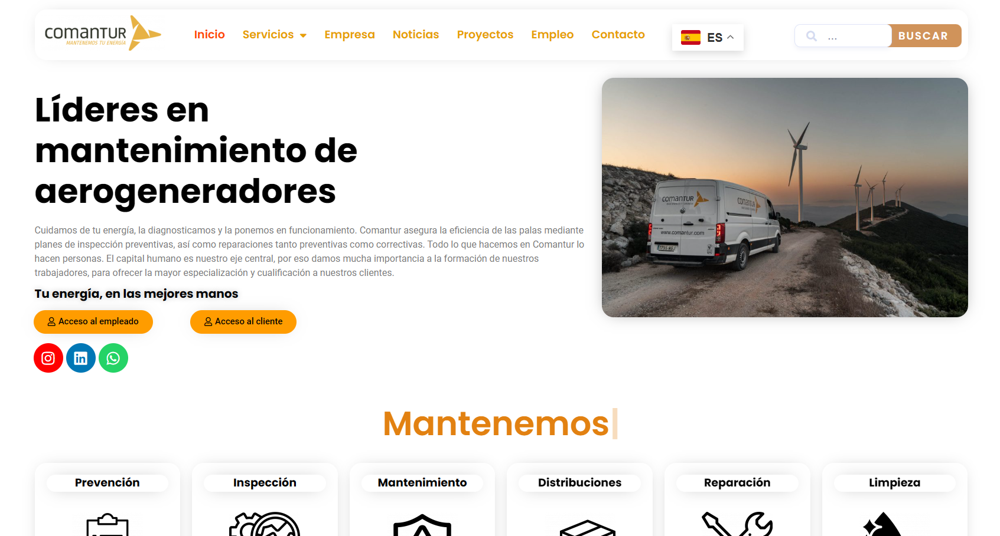 comanTUR
MANTENEMOS TU ENERGÍA
Inicio
Servicios
Empresa
Noticias
Proyectos
Empleo
Contacto
ES
...
BUSCAR
Líderes en
mantenimiento de
aerogeneradores
Cuidamos de tu energía, la diagnosticamos y la ponemos en funcionamiento. Comantur asegura la eficiencia de las palas mediante
planes de inspección preventivas, así como reparaciones tanto preventivas como correctivas. Todo lo que hacemos en Comantur lo
hacen personas. El capital humano es nuestro eje central, por eso damos mucha importancia a la formación de nuestros
trabajadores, para ofrecer la mayor especialización y cualificación a nuestros clientes.
Tu energía, en las mejores manos
Acceso al empleado
Acceso al cliente
comanTUR
comanTUR
www.comantur.com
Mantenemos
Prevención
Inspección
Mantenimiento
Distribuciones
Reparación
Limpieza